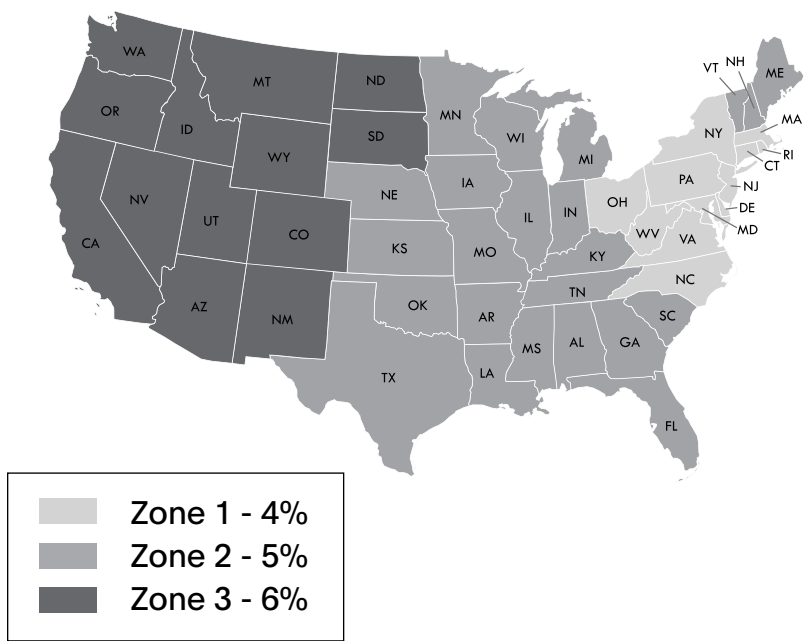 WA
MT
ND
MN
OR
ID
WY
SD
WI
MI
VT
NH
ME
NY
MA
RI
CT
NV
UT
CO
NE
IA
IL
IN
OH
PA
NJ
DE
MD
CA
KS
MO
KY
WV
VA
AZ
NM
OK
AR
TN
NC
SC
TX
LA
MS
AL
GA
FL
Zone 1 - 4%
Zone 2 - 5%
Zone 3 - 6%